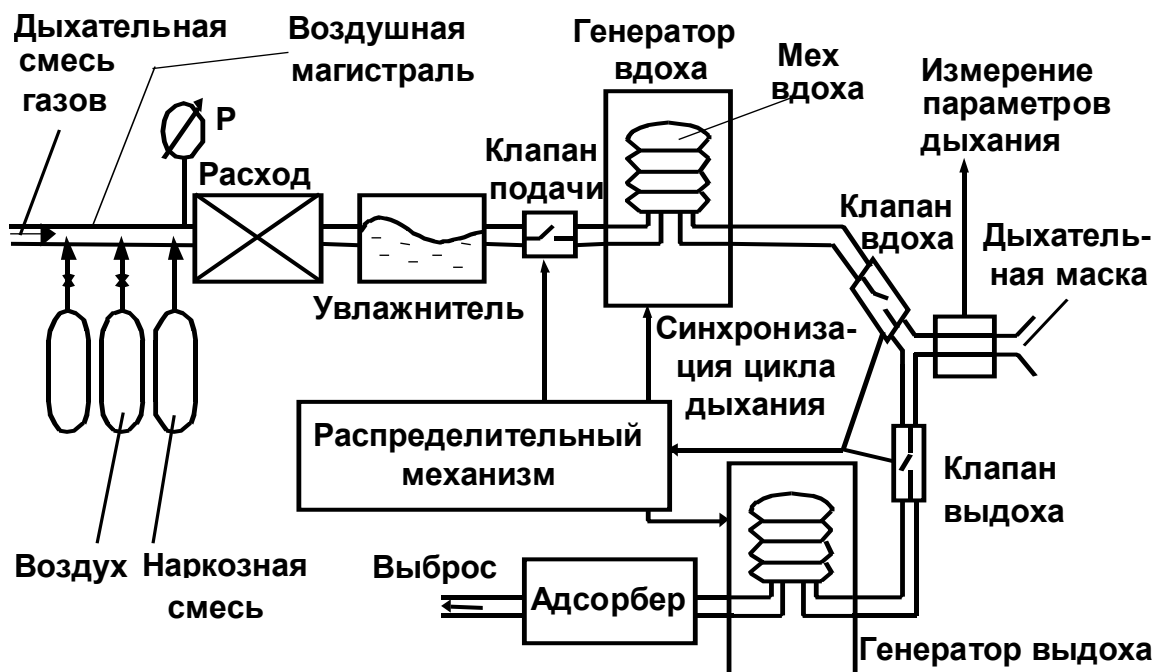 Дыхательная
смесь
газов
Воздушная
магистраль
Р
Расход
Увлажнитель
Клапан
подачи
Генератор
вдоха
Мех
вдоха
Измерение
параметров
дыхания
Клапан
вдоха
Дыхатель-
ная маска
Синхрониза-
ция цикла
дыхания
Распределительный
механизм
Клапан
выдоха
Воздух
Наркозная
смесь
Выброс
Адсорбер
Генератор выдоха